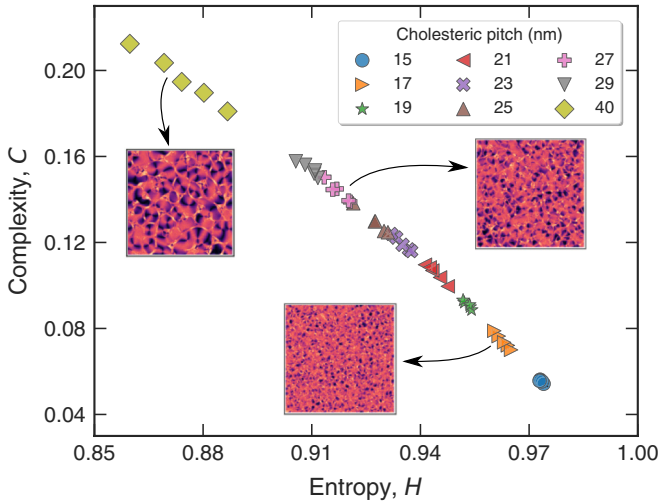 Cholesteric pitch (nm)
15 21 27
17 23 29
19 25 40
Complexity, C
0.20
0.16
0.12
0.08
0.04
0.85 0.88 0.91 0.94 0.97 1.00
Entropy, H